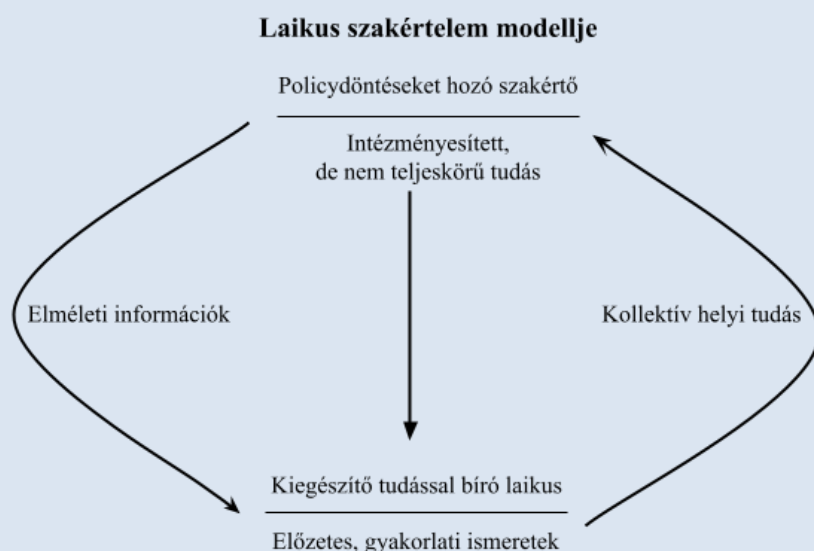 Laikus szakértelem modellje
Policydöntéseket hozó szakértő
Intézményesített,
de nem teljeskörű tudás
Elméleti információk
Kollektív helyi tudás
Kiegészítő tudással bíró laikus
Előzetes, gyakorlati ismeretek